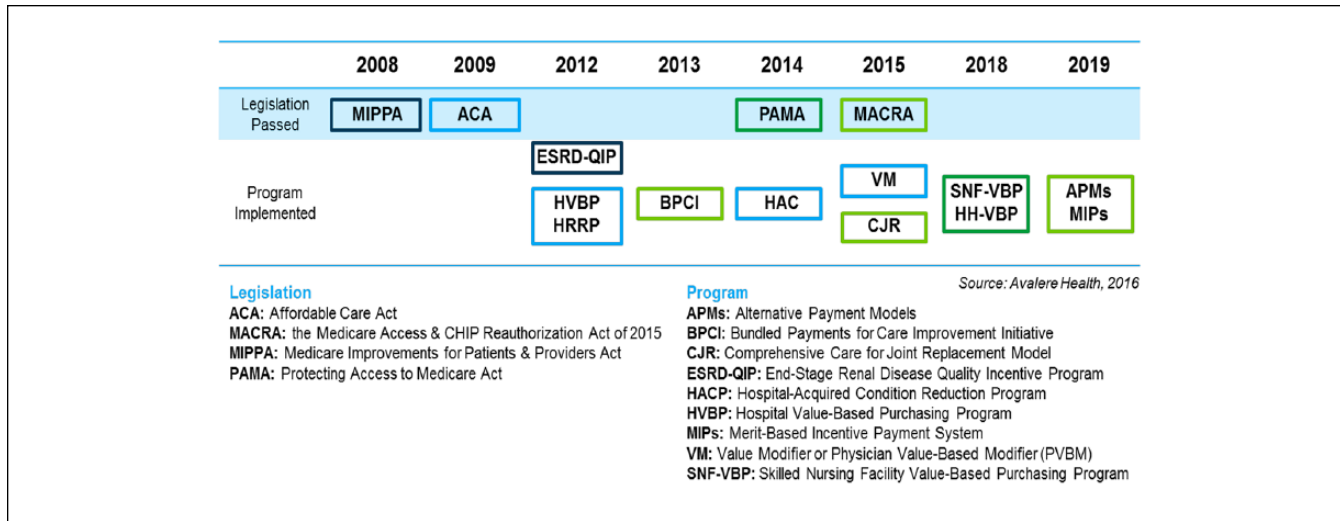 2008 2009 2012 2013 2014 2015 2018 2019
Legislation
Passed
MIPPA ACA PAMA MACRA
Program
Implemented
ESRD-QIP
HVBP
HRRP
BPCI
HAC
VM
CJR
SNF-VBP
HH-VBP
APMs
MIPs
Source: Avalere Health, 2016
Legislation
ACA: Affordable Care Act
MACRA: the Medicare Access & CHIP Reauthorization Act of 2015
MIPPA: Medicare Improvements for Patients & Providers Act
PAMA: Protecting Access to Medicare Act
Program
APMs: Alternative Payment Models
BPCI: Bundled Payments for Care Improvement Initiative
CJR: Comprehensive Care for Joint Replacement Model
ESRD-QIP: End-Stage Renal Disease Quality Incentive Program
HACP: Hospital-Acquired Condition Reduction Program
HVBP: Hospital Value-Based Purchasing Program
MIPs: Merit-Based Incentive Payment System
VM: Value Modifier or Physician Value-Based Modifier (PVBM)
SNF-VBP: Skilled Nursing Facility Value-Based Purchasing Program